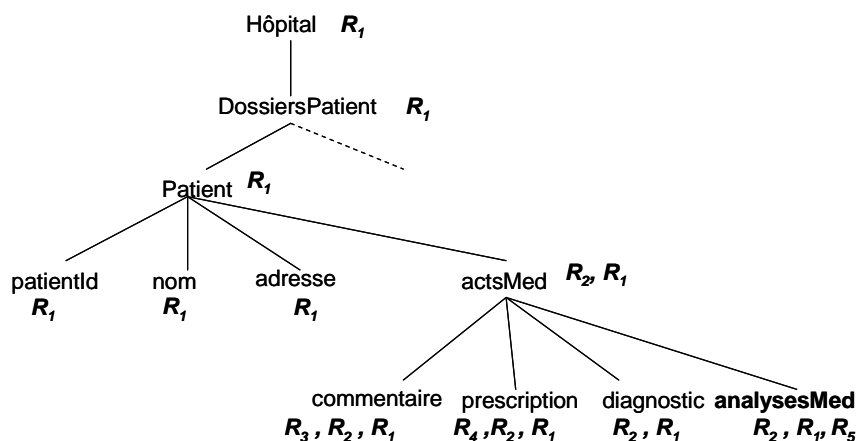 Hôpital R1
DossiersPatient R1
Patient R1
patientId nom adresse actsMed R2, R1
R1 R1 R1
commentaire prescription diagnostic analysesMed
R3 , R2 , R1 R4 ,R2 , R1 R2 , R1 R2 , R1, R5